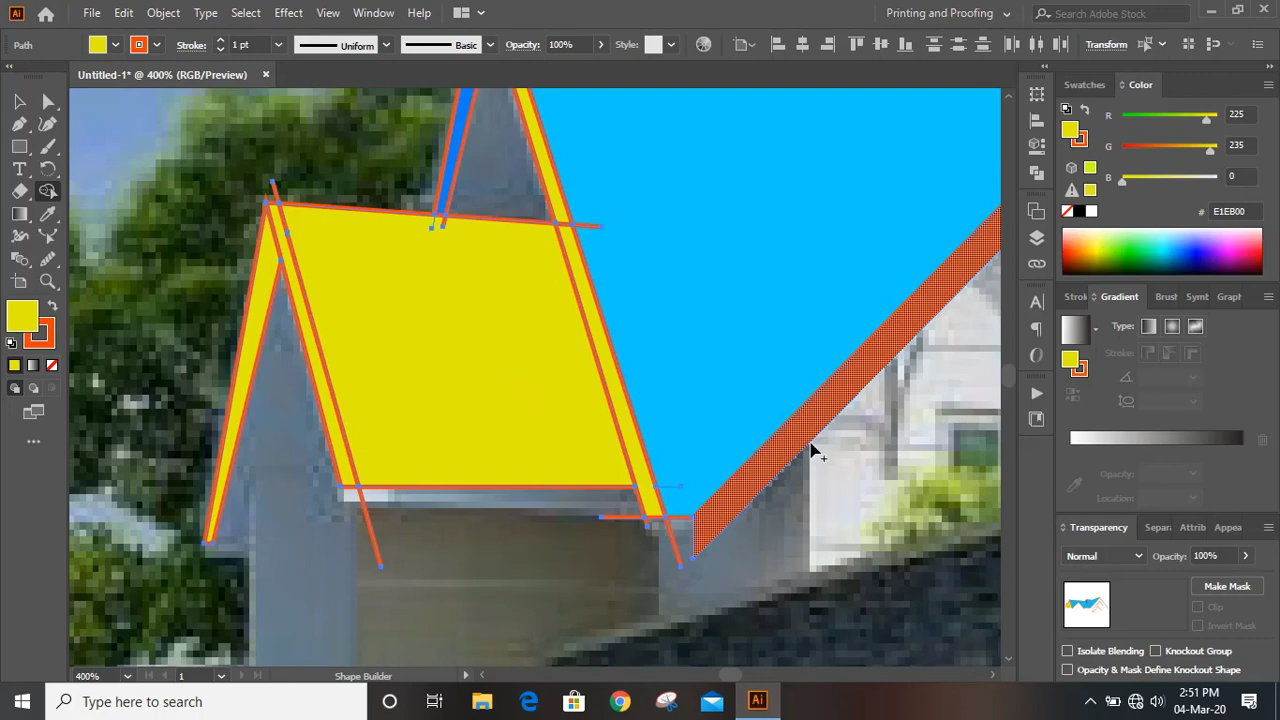 Ai File Edit Object Type Select Effect View Window Help Printing and Proofing Search Adobe Stock
Path Stroke: 1 pt Uniform Basic Opacity: 100% Style: Transform
Untitled-1* @ 400% (RGB/Preview)
Swatches Color
R 225
G 235
B 0
# E1EB00
Strok Gradient Brush Symb Graph
Type:
Strokes:
Opacity:
Location:
Transparency Separa Attrib Appea
Normal Opacity: 100%
Make Mask
Clip
Invert Mask
Isolate Blending Knockout Group
Opacity & Mask Define Knockout Shape
400% 1 Shape Builder
Type here to search Ai 2:51 PM
04-Mar-20